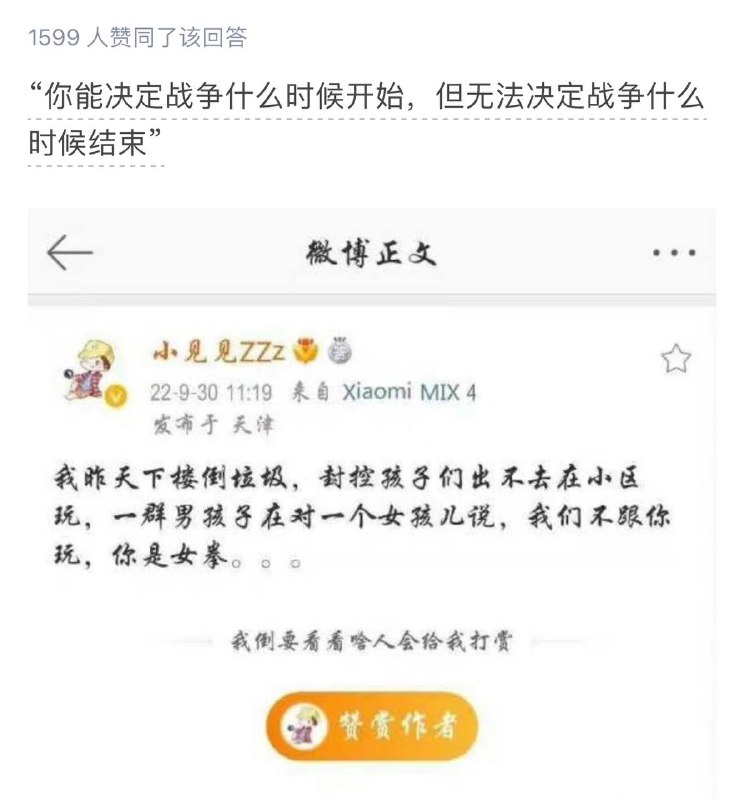 1599 人赞同了该回答
“你能决定战争什么时候开始，但无法决定战争什么
时候结束”
微博正文
小见见ZZz
22-9-30 11:19 来自 Xiaomi MIX 4
发布于 天津
我昨天下楼倒垃圾，封控孩子们出不去在小区
玩，一群男孩子在对一个女孩儿说，我们不跟你
玩，你是女拳。。。
我倒要看看啥人会给我打赏
赞赏作者